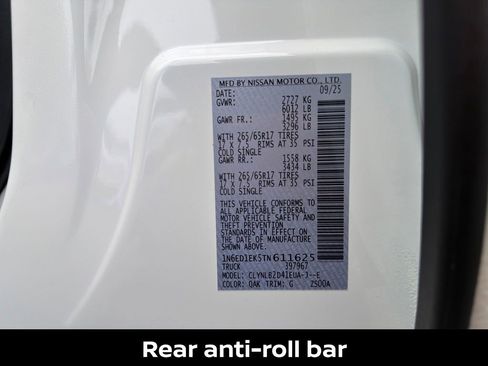 MFD BY NISSAN MOTOR CO., LTD.
DATE: 09/25
GVWR: 2727 KG
6012 LB
GAWR FR.: 1495 KG
3296 LB
WITH 265/65R17 TIRES
17 X 7.5 RIMS AT 35 PSI
COLD SINGLE
GAWR RR.: 1558 KG
3434 LB
WITH 265/65R17 TIRES
17 X 7.5 RIMS AT 35 PSI
COLD SINGLE
THIS VEHICLE CONFORMS TO
ALL APPLICABLE FEDERAL
MOTOR VEHICLE SAFETY
STANDARDS IN EFFECT ON
THE DATE OF MANUFACTURE
SHOWN ABOVE.
1N6ED1EK5TN611625
TRUCK 397967
MODEL: CLYNLB2D41EUA-J--E
COLOR: QAK TRIM: G 2S00A
Rear anti-roll bar